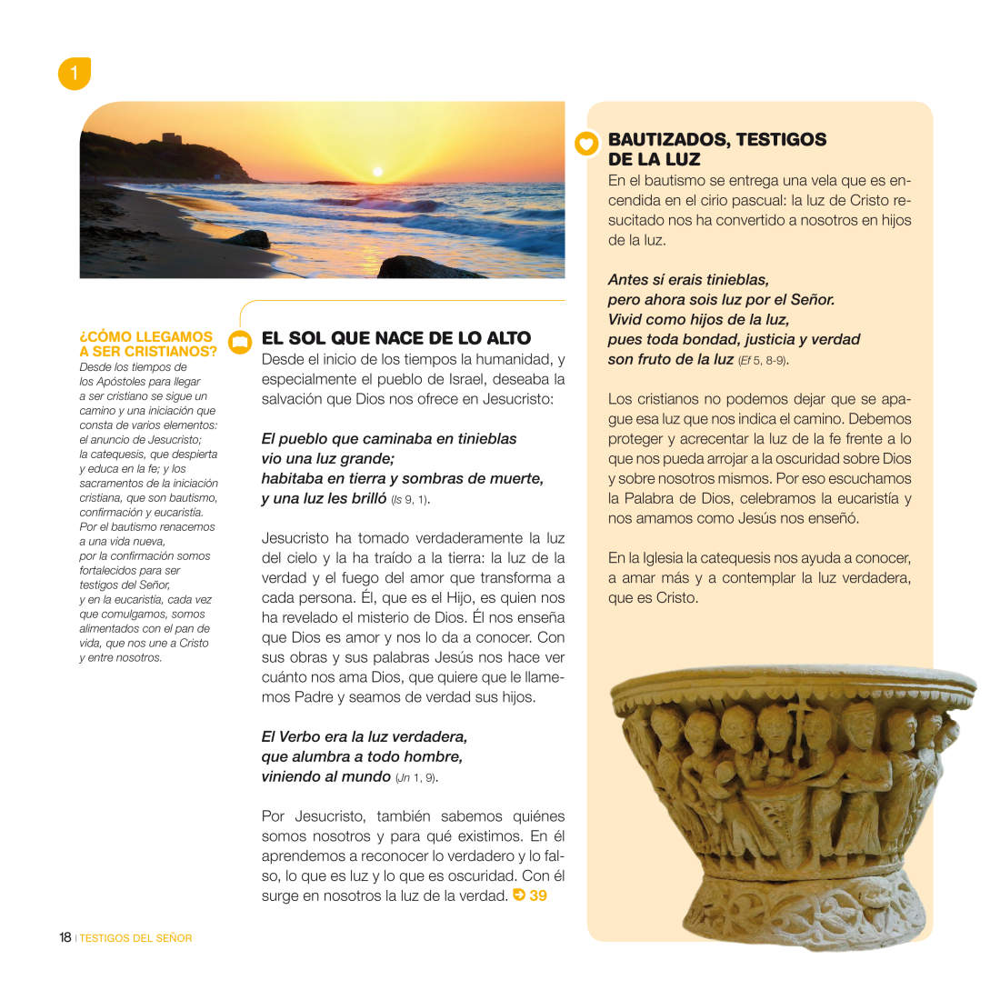 1
¿CÓMO LLEGAMOS
A SER CRISTIANOS?
Desde los tiempos de
los Apóstoles para llegar
a ser cristiano se sigue un
camino y una iniciación que
consta de varios elementos:
el anuncio de Jesucristo;
la catequesis, que despierta
y educa en la fe; y los
sacramentos de la iniciación
cristiana, que son bautismo,
confirmación y eucaristía.
Por el bautismo renacemos
a una vida nueva,
por la confirmación somos
fortalecidos para ser
testigos del Señor,
y en la eucaristía, cada vez
que comulgamos, somos
alimentados con el pan de
vida, que nos une a Cristo
y entre nosotros.
EL SOL QUE NACE DE LO ALTO
Desde el inicio de los tiempos la humanidad, y
especialmente el pueblo de Israel, deseaba la
salvación que Dios nos ofrece en Jesucristo:
El pueblo que caminaba en tinieblas
vio una luz grande;
habitaba en tierra y sombras de muerte,
y una luz les brilló (Is 9, 1).
Jesucristo ha tomado verdaderamente la luz
del cielo y la ha traído a la tierra: la luz de la
verdad y el fuego del amor que transforma a
cada persona. Él, que es el Hijo, es quien nos
ha revelado el misterio de Dios. Él nos enseña
que Dios es amor y nos lo da a conocer. Con
sus obras y sus palabras Jesús nos hace ver
cuánto nos ama Dios, que quiere que le llame-
mos Padre y seamos de verdad sus hijos.
El Verbo era la luz verdadera,
que alumbra a todo hombre,
viniendo al mundo (Jn 1, 9).
Por Jesucristo, también sabemos quiénes
somos nosotros y para qué existimos. En él
aprendemos a reconocer lo verdadero y lo fal-
so, lo que es luz y lo que es oscuridad. Con él
surge en nosotros la luz de la verdad. 39
BAUTIZADOS, TESTIGOS
DE LA LUZ
En el bautismo se entrega una vela que es en-
cendida en el cirio pascual: la luz de Cristo re-
sucitado nos ha convertido a nosotros en hijos
de la luz.
Antes sí erais tinieblas,
pero ahora sois luz por el Señor.
Vivid como hijos de la luz,
pues toda bondad, justicia y verdad
son fruto de la luz (Ef 5, 8-9).
Los cristianos no podemos dejar que se apa-
gue esa luz que nos indica el camino. Debemos
proteger y acrecentar la luz de la fe frente a lo
que nos pueda arrojar a la oscuridad sobre Dios
y sobre nosotros mismos. Por eso escuchamos
la Palabra de Dios, celebramos la eucaristía y
nos amamos como Jesús nos enseñó.
En la Iglesia la catequesis nos ayuda a conocer,
a amar más y a contemplar la luz verdadera,
que es Cristo.
18 | TESTIGOS DEL SEÑOR